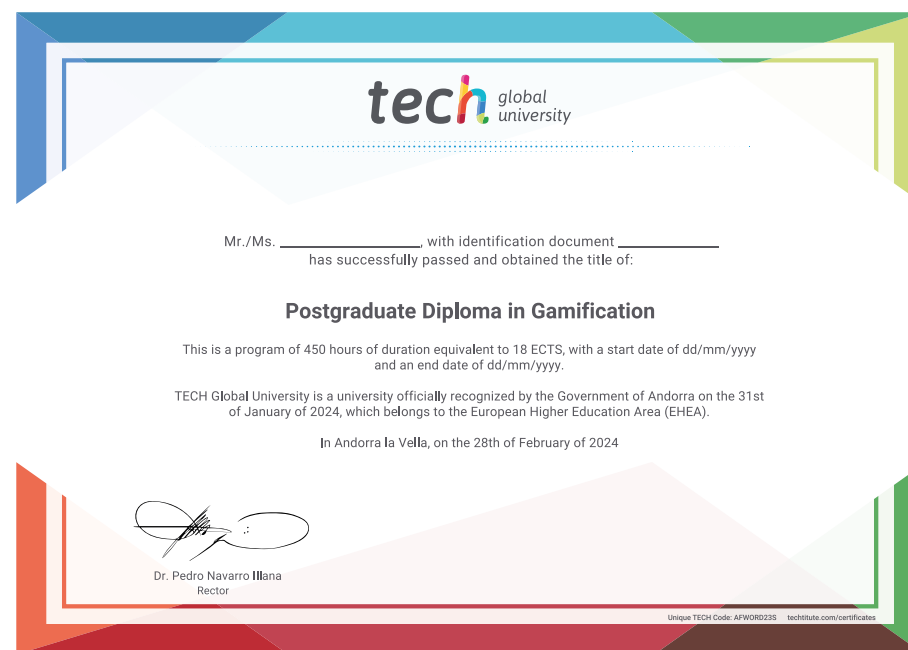 tech global university
Mr./Ms. ____________________, with identification document ______________
has successfully passed and obtained the title of:
Postgraduate Diploma in Gamification
This is a program of 450 hours of duration equivalent to 18 ECTS, with a start date of dd/mm/yyyy
and an end date of dd/mm/yyyy.
TECH Global University is a university officially recognized by the Government of Andorra on the 31st
of January of 2024, which belongs to the European Higher Education Area (EHEA).
In Andorra la Vella, on the 28th of February of 2024
Dr. Pedro Navarro Illana
Rector
Unique TECH Code: AFWORD23S techtitute.com/certificates